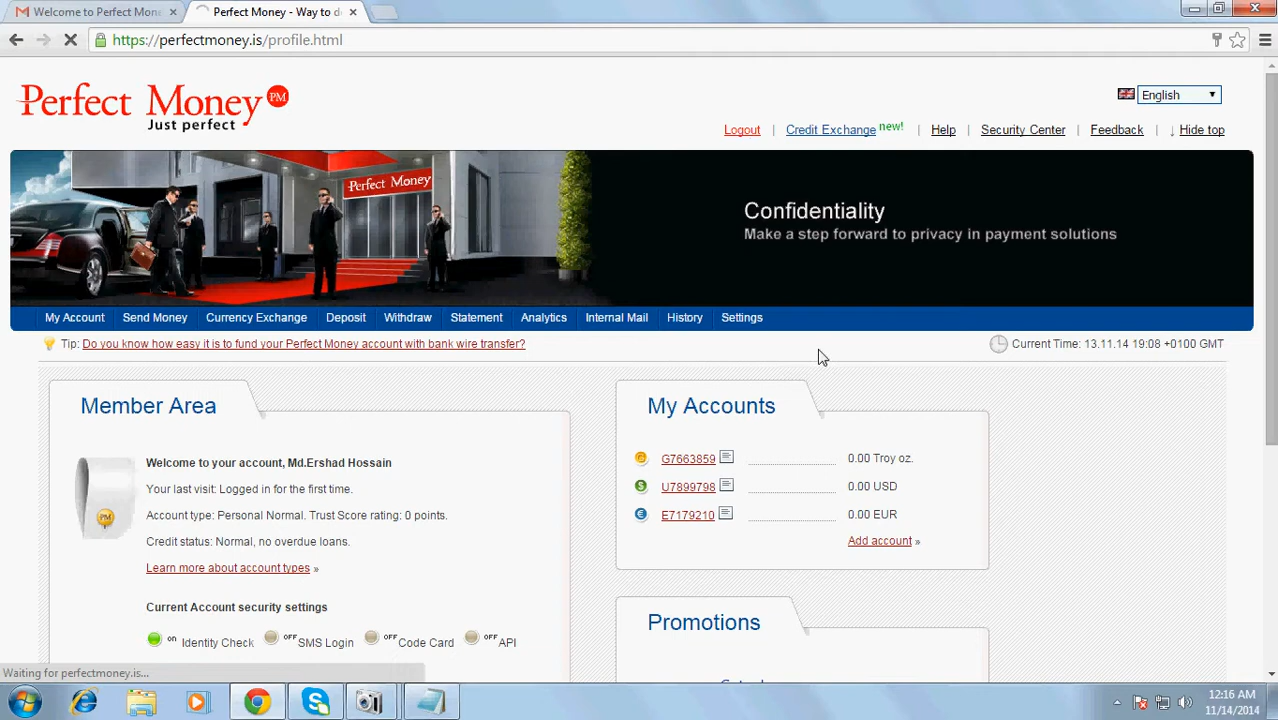 Welcome to Perfect Mone
Perfect Money - Way to d
https://perfectmoney.is/profile.html
Perfect Money PM
Just perfect
English
Logout | Credit Exchange new! | Help | Security Center | Feedback | ↓ Hide top
Perfect Money
Confidentiality
Make a step forward to privacy in payment solutions
My Account Send Money Currency Exchange Deposit Withdraw Statement Analytics Internal Mail History Settings
Tip: Do you know how easy it is to fund your Perfect Money account with bank wire transfer?
Current Time: 13.11.14 19:08 +0100 GMT
Member Area
Welcome to your account, Md.Ershad Hossain
Your last visit: Logged in for the first time.
Account type: Personal Normal. Trust Score rating: 0 points.
Credit status: Normal, no overdue loans.
Learn more about account types »
PM
Current Account security settings
ON Identity Check OFF SMS Login OFF Code Card OFF API
My Accounts
G7663859 0.00 Troy oz.
U7899798 0.00 USD
E7179210 0.00 EUR
Add account »
Promotions
Waiting for perfectmoney.is...
12:16 AM
11/14/2014